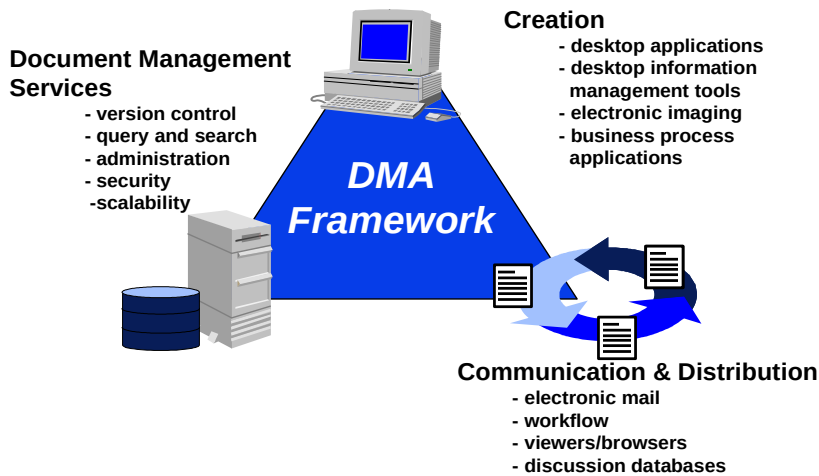 Document Management
Services
- version control
- query and search
- administration
- security
-scalability
Creation
- desktop applications
- desktop information
management tools
- electronic imaging
- business process
applications
DMA
Framework
Communication & Distribution
- electronic mail
- workflow
- viewers/browsers
- discussion databases